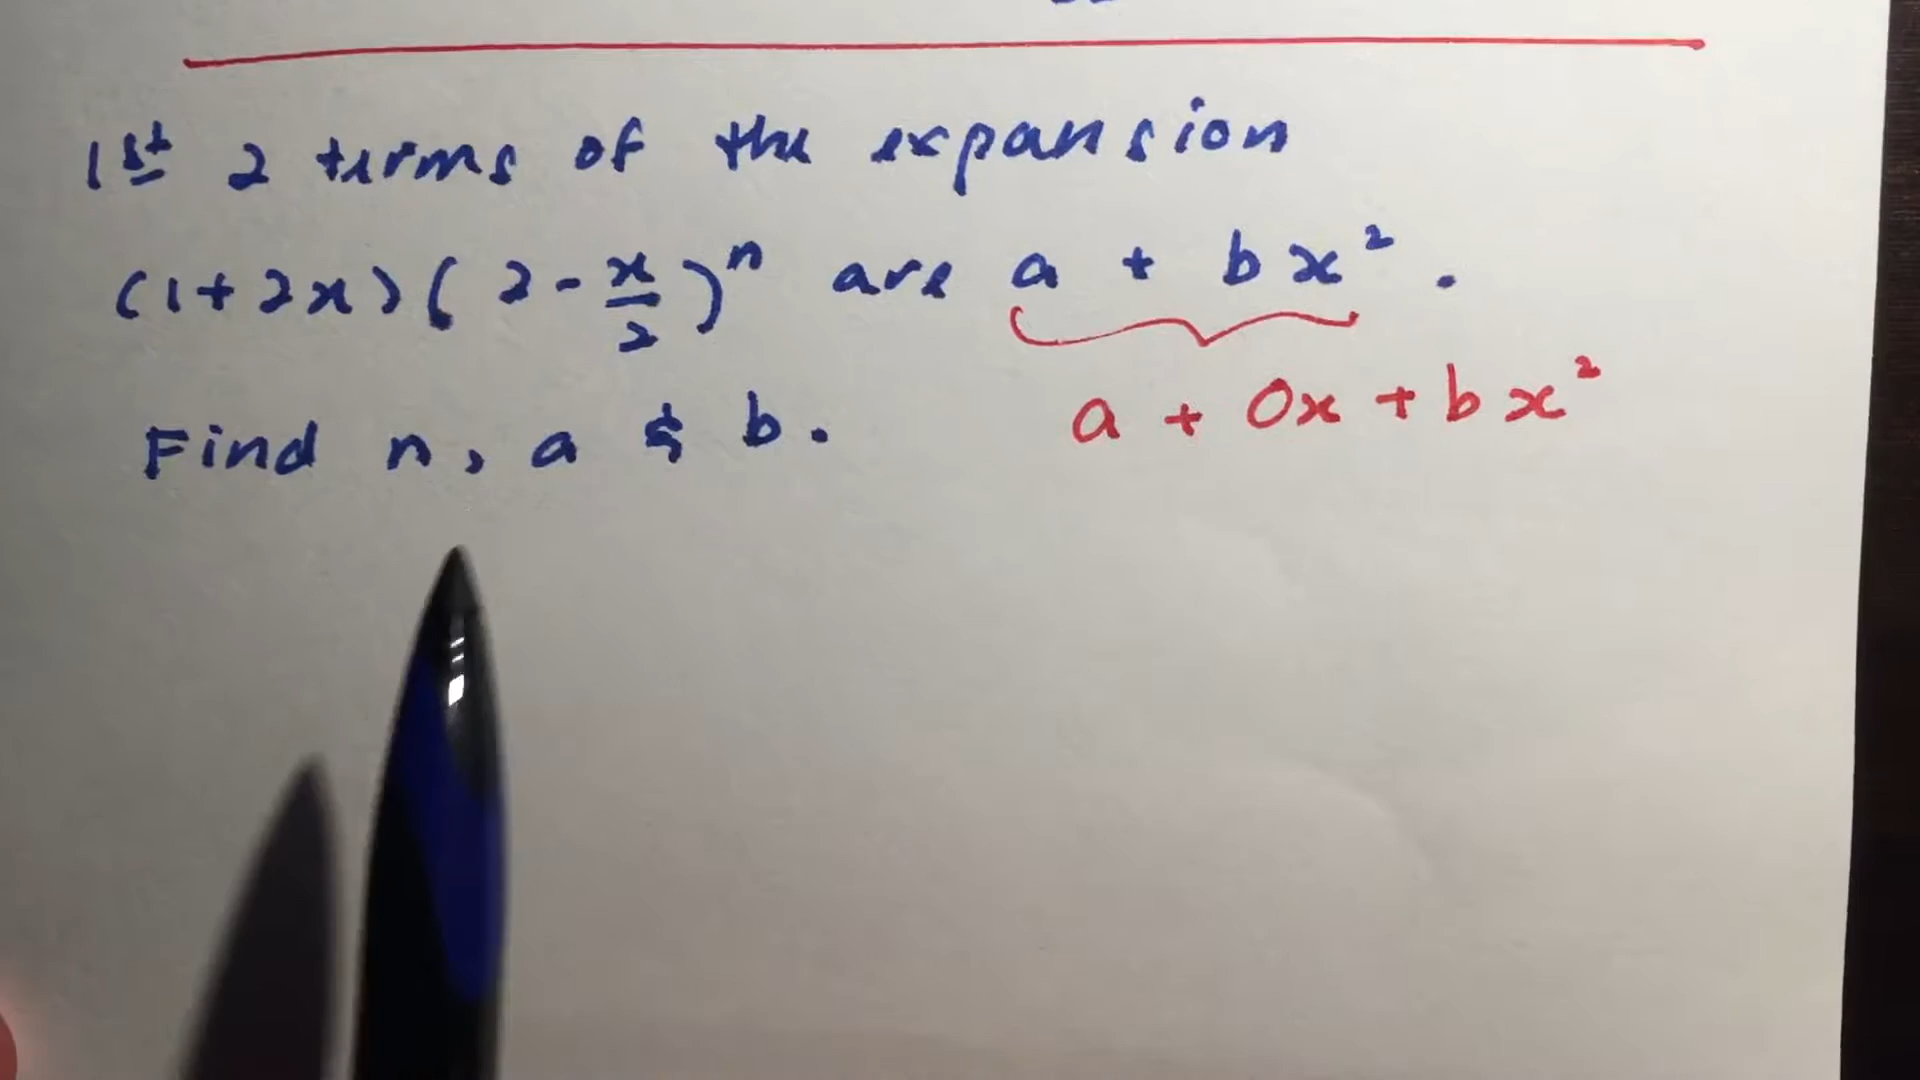 1st 2 terms of the expansion
(1+2x)(2-x/2)^n are a + bx².
a + 0x + bx²
Find n, a & b.